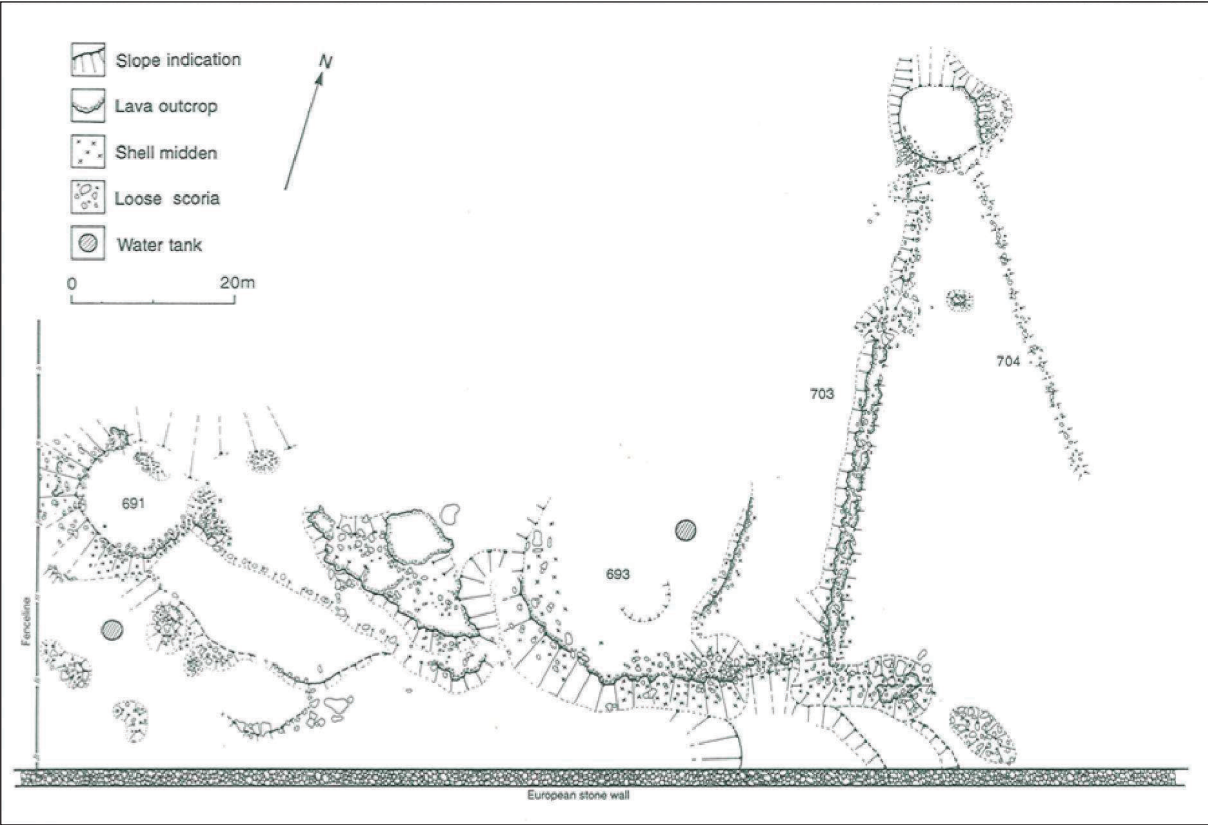 Slope indication
Lava outcrop
Shell midden
Loose scoria
Water tank
N
0 20m
691
693
703
704
Fenceline
European stone wall